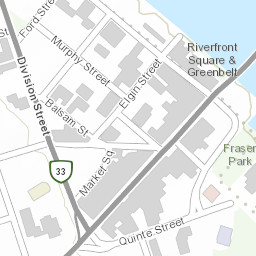 Ford Street
Murphy Street
Elgin Street
Riverfront
Square &
Greenbelt
Division Street
Balsam St
33
Market Sq
Fraser
Park
Quinte Street